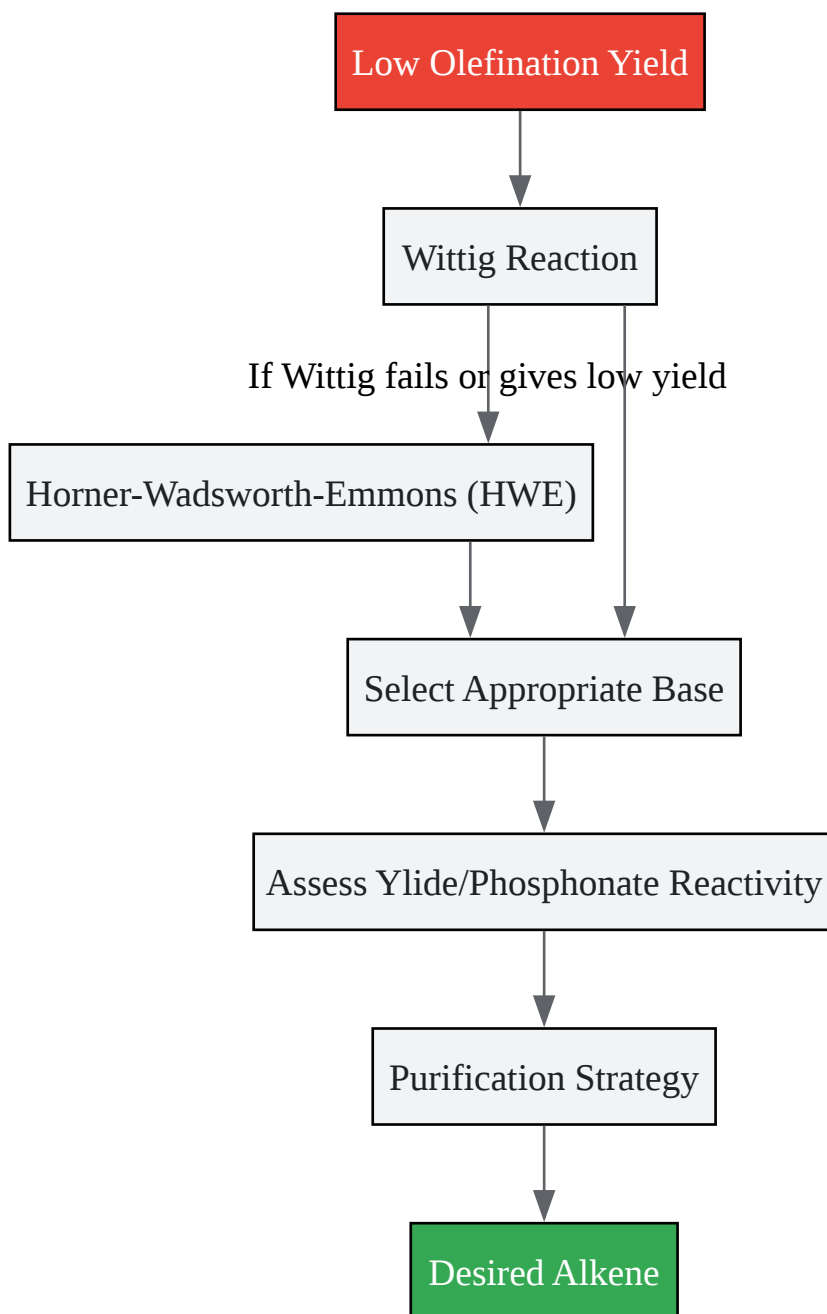 Low Olefination Yield
Wittig Reaction
If Wittig fails or gives low yield
Horner-Wadsworth-Emmons (HWE)
Select Appropriate Base
Assess Ylide/Phosphonate Reactivity
Purification Strategy
Desired Alkene